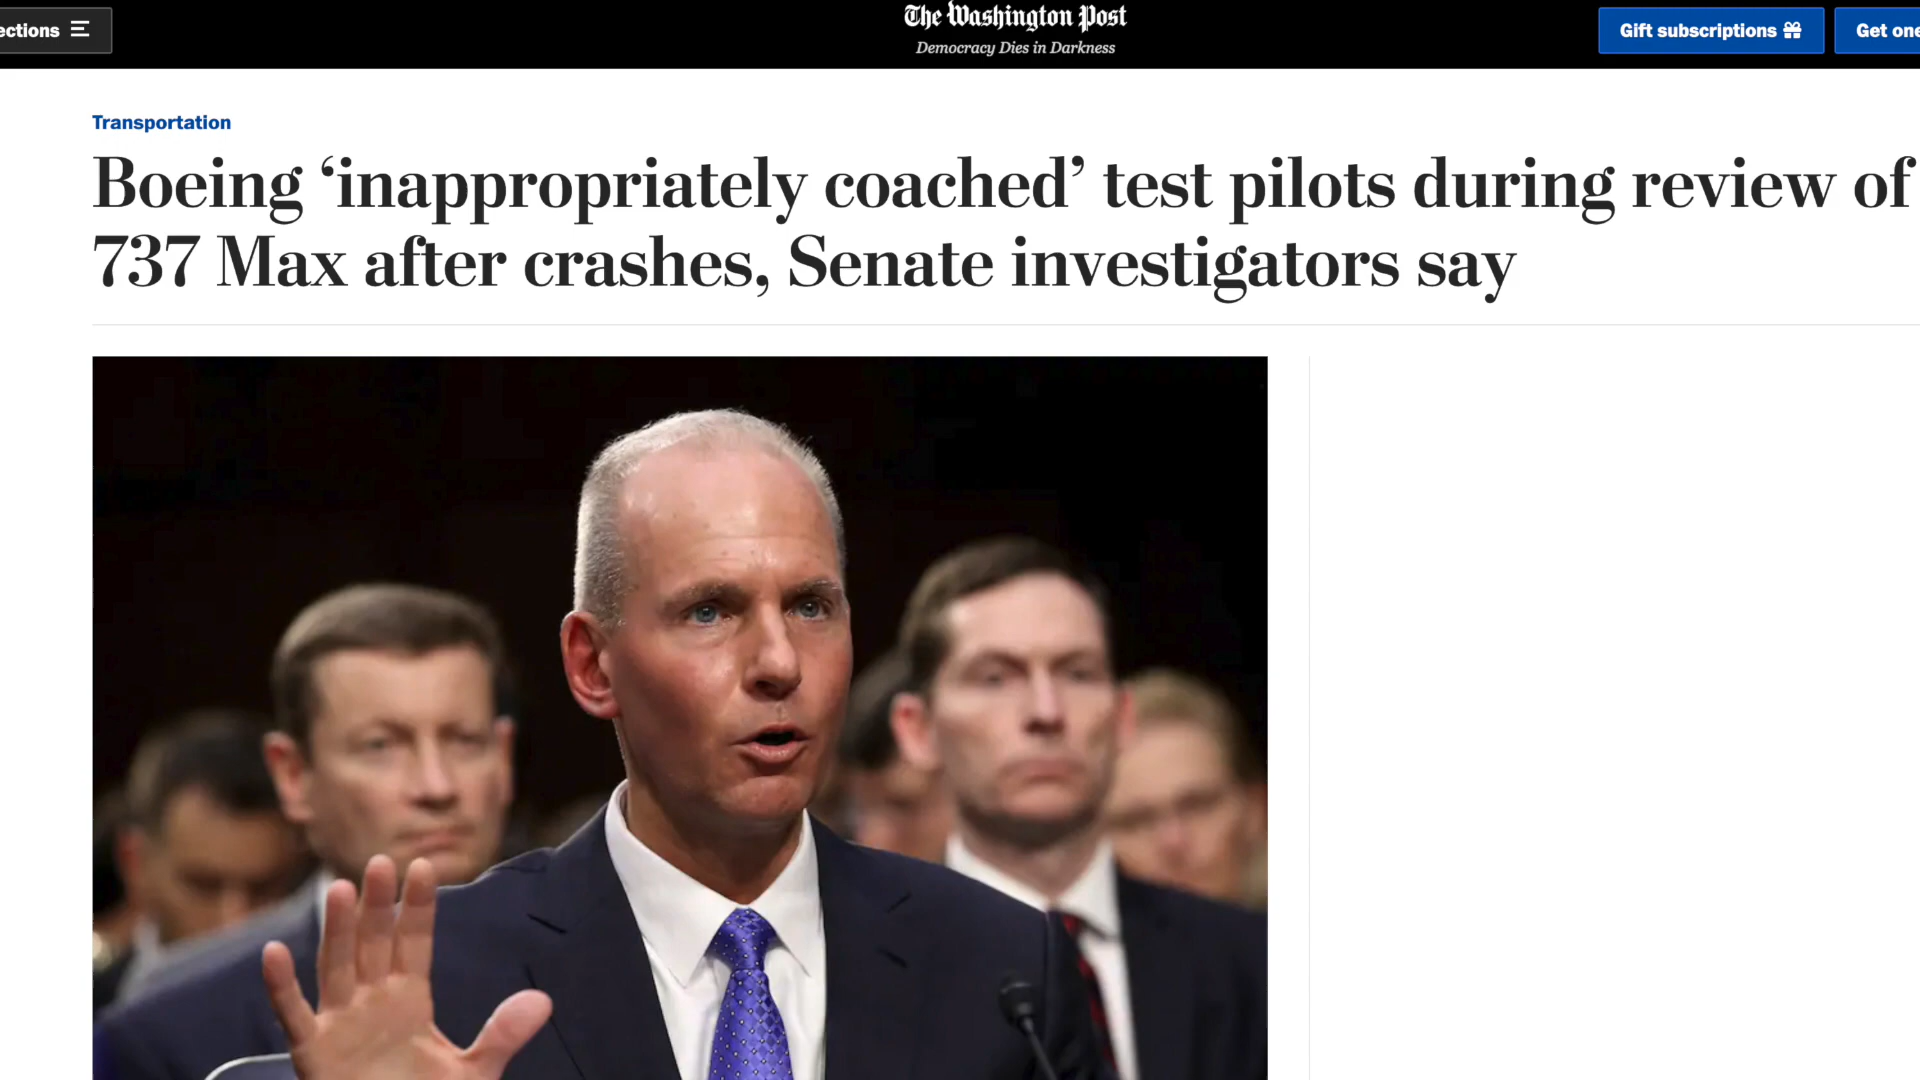 ections
The Washington Post
Democracy Dies in Darkness
Gift subscriptions
Get one
Transportation
Boeing ‘inappropriately coached’ test pilots during review of
737 Max after crashes, Senate investigators say